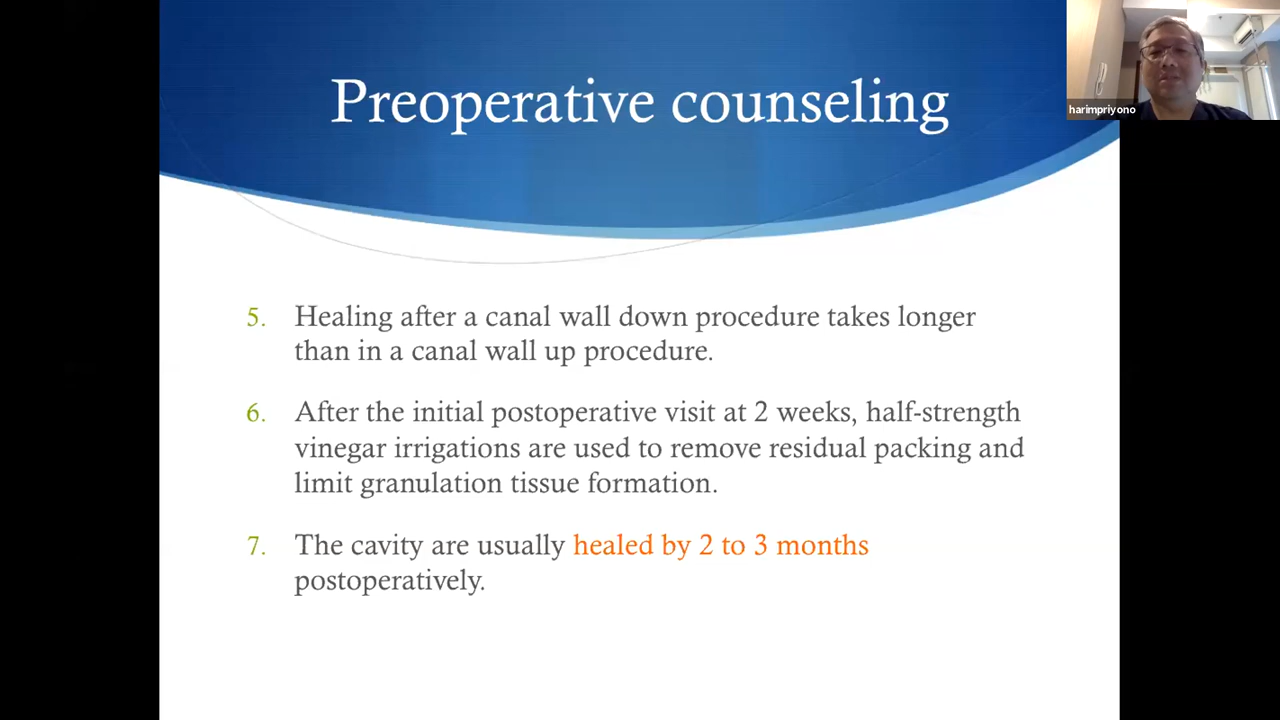 Preoperative counseling
harimpriyono
5. Healing after a canal wall down procedure takes longer
than in a canal wall up procedure.
6. After the initial postoperative visit at 2 weeks, half-strength
vinegar irrigations are used to remove residual packing and
limit granulation tissue formation.
7. The cavity are usually healed by 2 to 3 months
postoperatively.